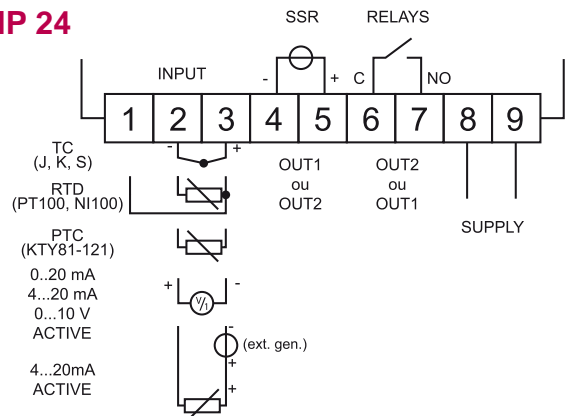 IP 24
SSR
RELAYS
INPUT
- + C NO
1 2 3 4 5 6 7 8 9
TC
(J, K, S)
- +
RTD
(PT100, NI100)
PTC
(KTY81-121)
0..20 mA
4...20 mA
0...10 V
ACTIVE
+ -
V/I
4...20mA
ACTIVE
-
(ext. gen.)
+
+
OUT1
ou
OUT2
OUT2
ou
OUT1
SUPPLY